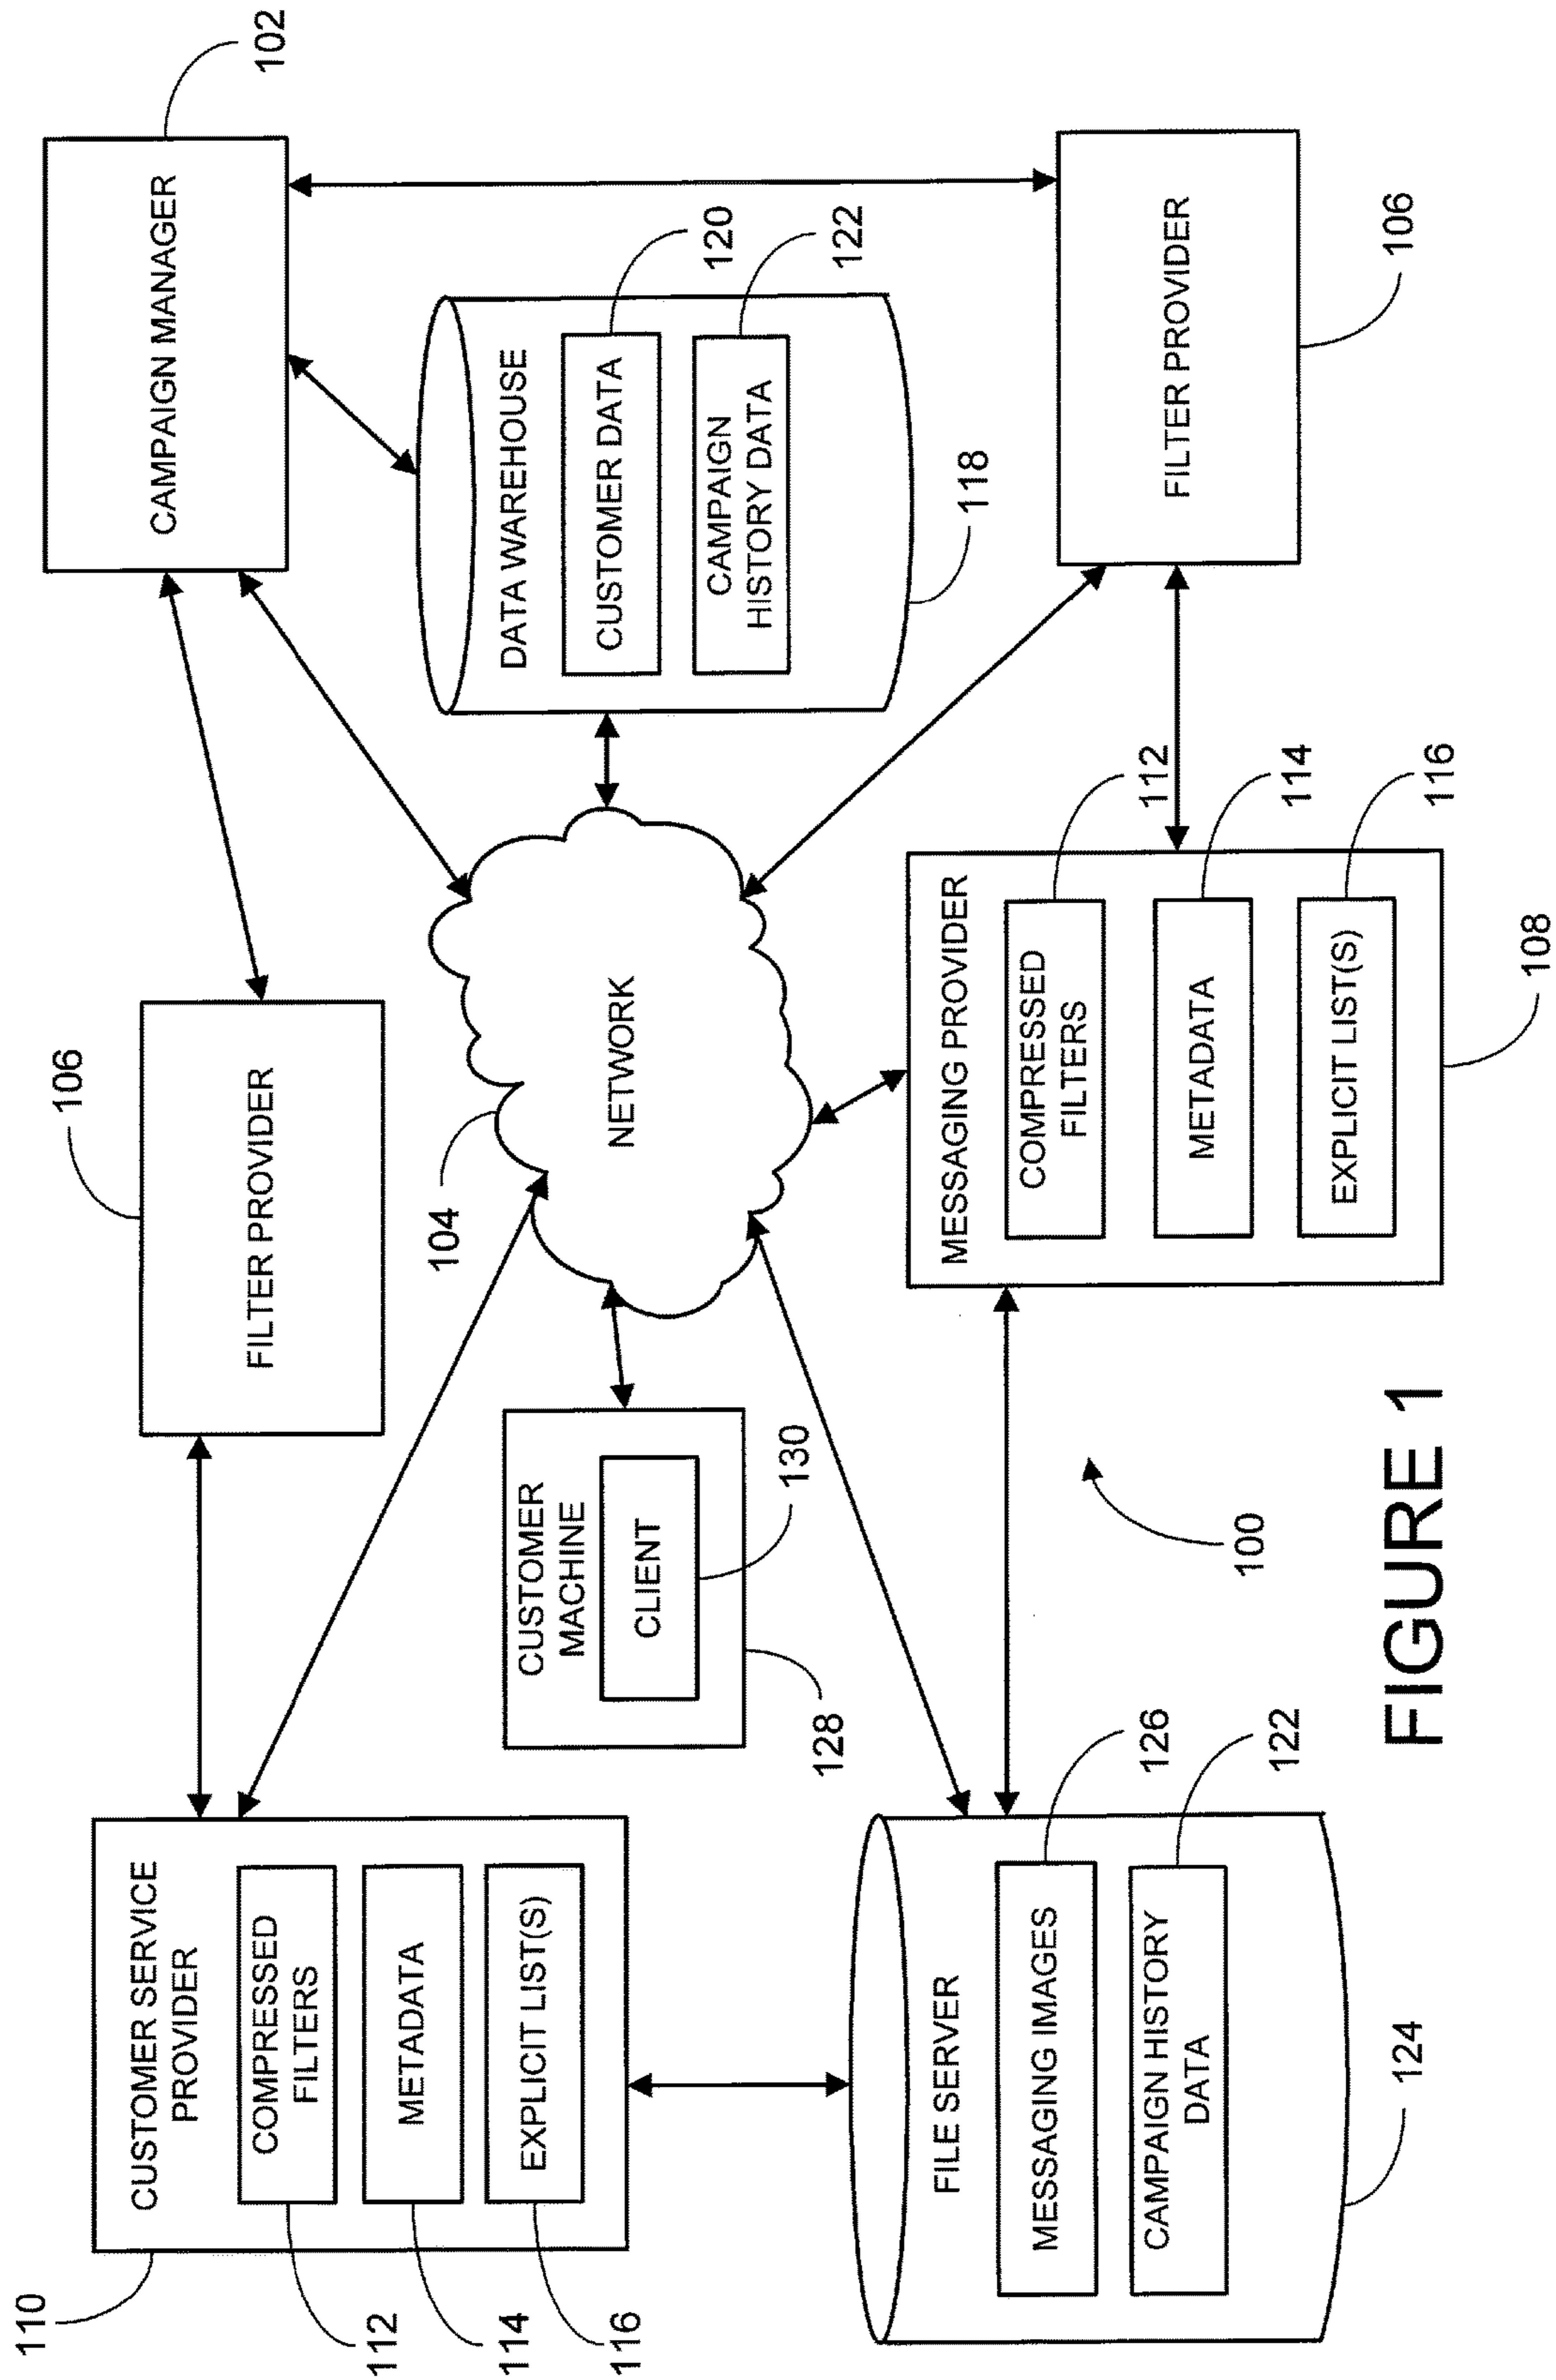 110
CUSTOMER SERVICE
PROVIDER
COMPRESSED
FILTERS
METADATA
EXPLICIT LIST(S)
112
114
116
106
FILTER PROVIDER
CAMPAIGN MANAGER
102
CUSTOMER
MACHINE
CLIENT
128
130
104
NETWORK
DATA WAREHOUSE
CUSTOMER DATA
CAMPAIGN
HISTORY DATA
120
122
118
FILE SERVER
MESSAGING IMAGES
CAMPAIGN HISTORY
DATA
126
122
124
MESSAGING PROVIDER
COMPRESSED
FILTERS
METADATA
EXPLICIT LIST(S)
112
114
116
108
FILTER PROVIDER
106
100
FIGURE 1